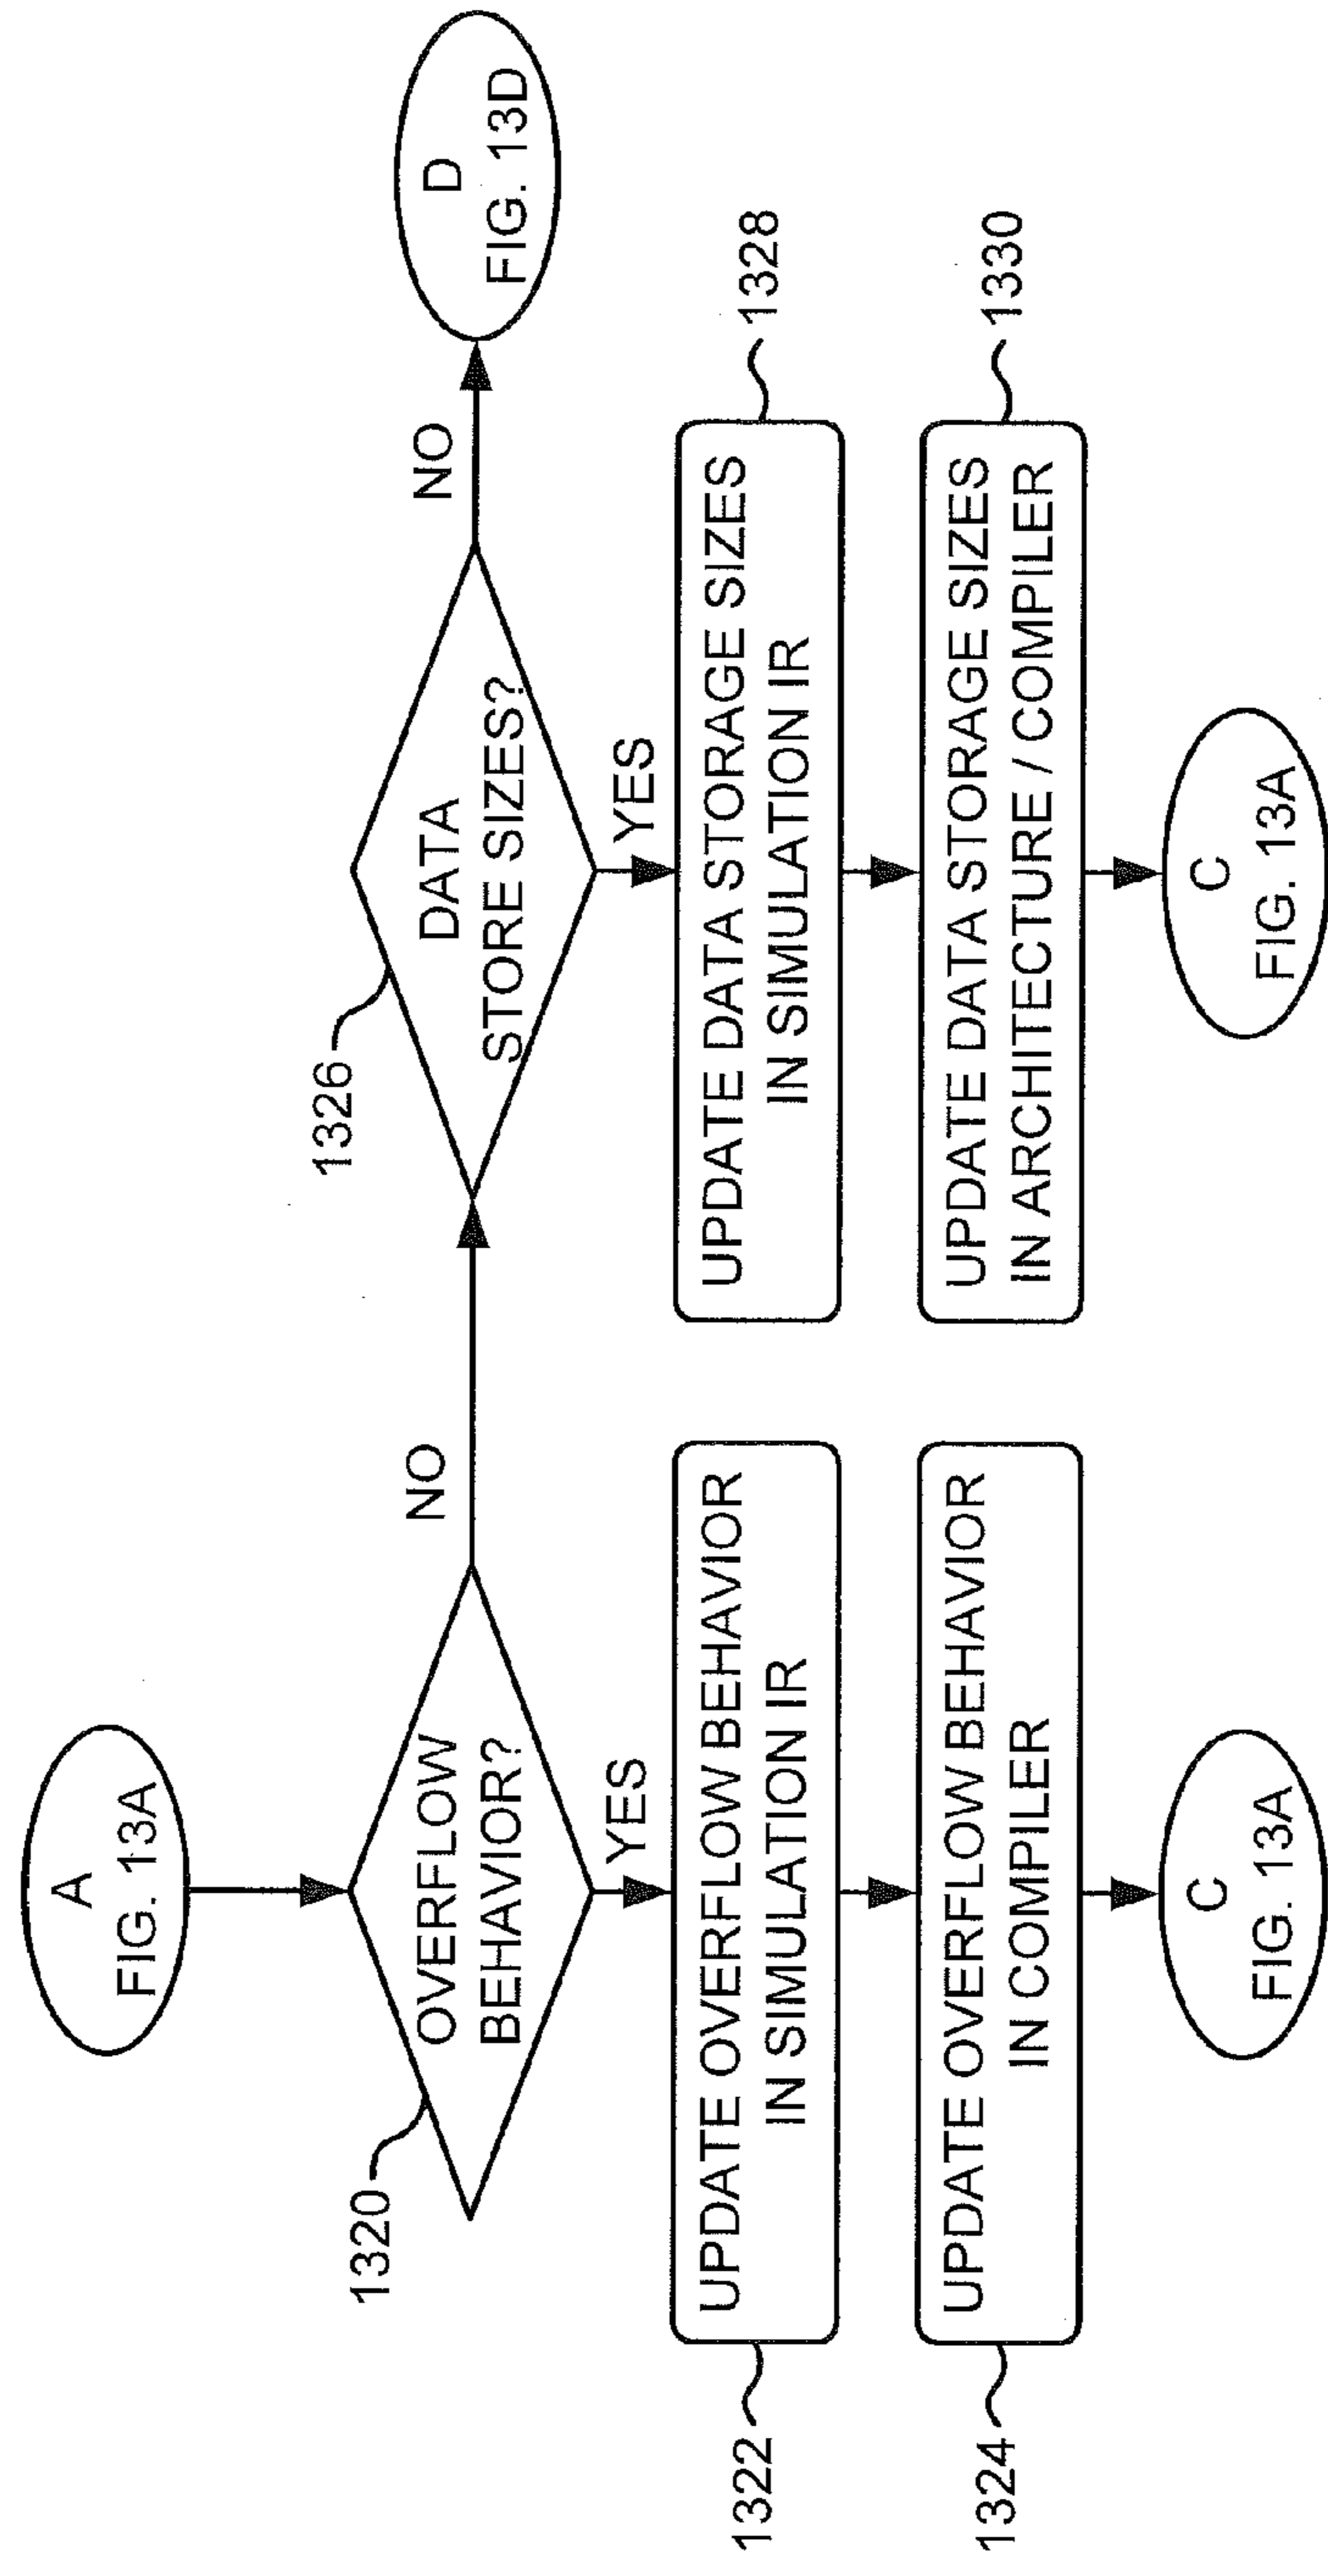 A
FIG. 13A
1320
OVERFLOW
BEHAVIOR?
NO
YES
1322
UPDATE OVERFLOW BEHAVIOR
IN SIMULATION IR
1324
UPDATE OVERFLOW BEHAVIOR
IN COMPILER
C
FIG. 13A
1326
DATA
STORE SIZES?
NO
D
FIG. 13D
YES
UPDATE DATA STORAGE SIZES
IN SIMULATION IR
1328
UPDATE DATA STORAGE SIZES
IN ARCHITECTURE / COMPILER
1330
C
FIG. 13A